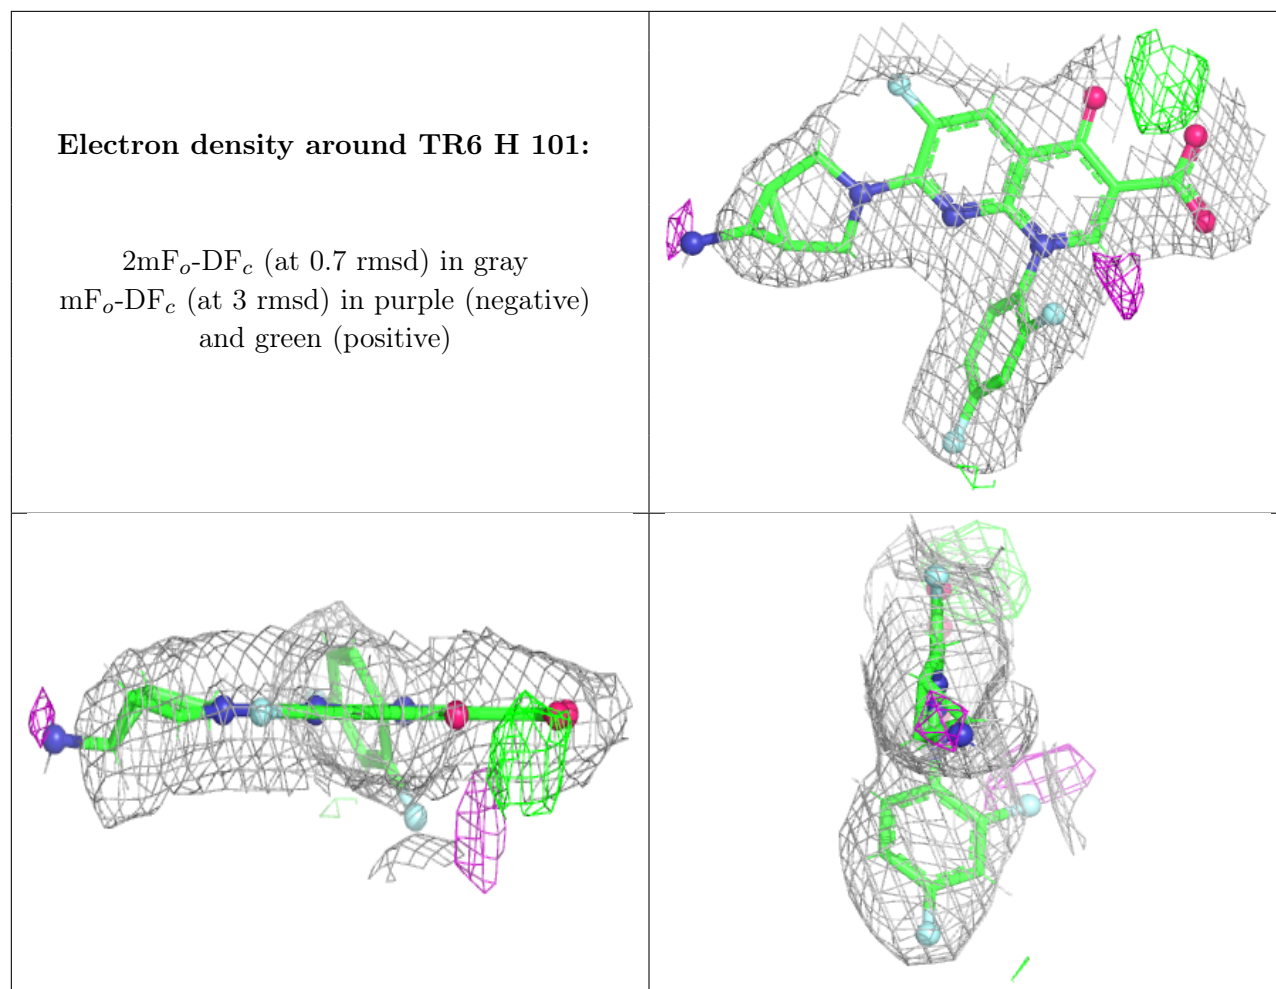 Electron density around TR6 H 101:
2mFo-DFc (at 0.7 rmsd) in gray
mFo-DFc (at 3 rmsd) in purple (negative)
and green (positive)